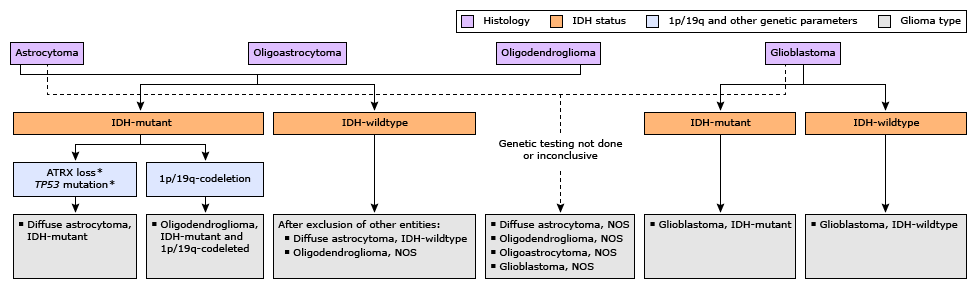 Histology
IDH status
1p/19q and other genetic parameters
Glioma type
Astrocytoma
Oligoastrocytoma
Oligodendroglioma
Glioblastoma
IDH-mutant
IDH-wildtype
IDH-mutant
IDH-wildtype
Genetic testing not done
or inconclusive
ATRX loss*
TP53 mutation*
1p/19q-codeletion
▪ Diffuse astrocytoma,
IDH-mutant
▪ Oligodendroglioma,
IDH-mutant and
1p/19q-codeleted
After exclusion of other entities:
▪ Diffuse astrocytoma, IDH-wildtype
▪ Oligodendroglioma, NOS
▪ Diffuse astrocytoma, NOS
▪ Oligodendroglioma, NOS
▪ Oligoastrocytoma, NOS
▪ Glioblastoma, NOS
▪ Glioblastoma, IDH-mutant
▪ Glioblastoma, IDH-wildtype